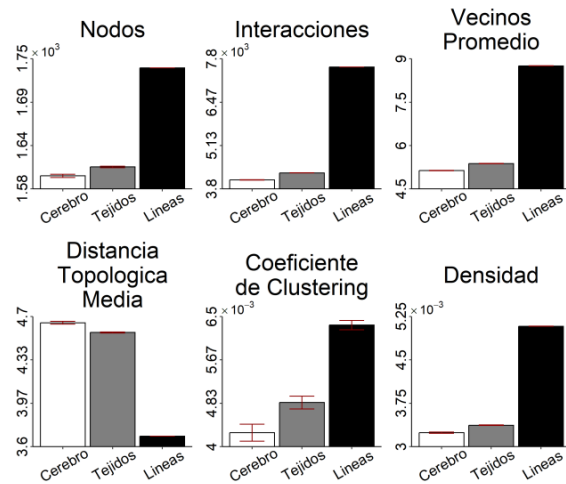 Nodos
× 10³
1.75
1.69
1.64
1.58
Cerebro
Tejidos
Lineas
Interacciones
× 10³
7.8
6.47
5.13
3.8
Cerebro
Tejidos
Lineas
Vecinos
Promedio
9
7.5
6
4.5
Cerebro
Tejidos
Lineas
Distancia
Topologica
Media
4.7
4.33
3.97
3.6
Cerebro
Tejidos
Lineas
Coeficiente
de Clustering
× 10⁻³
6.5
5.67
4.83
4
Cerebro
Tejidos
Lineas
Densidad
× 10⁻³
5.25
4.5
3.75
3
Cerebro
Tejidos
Lineas